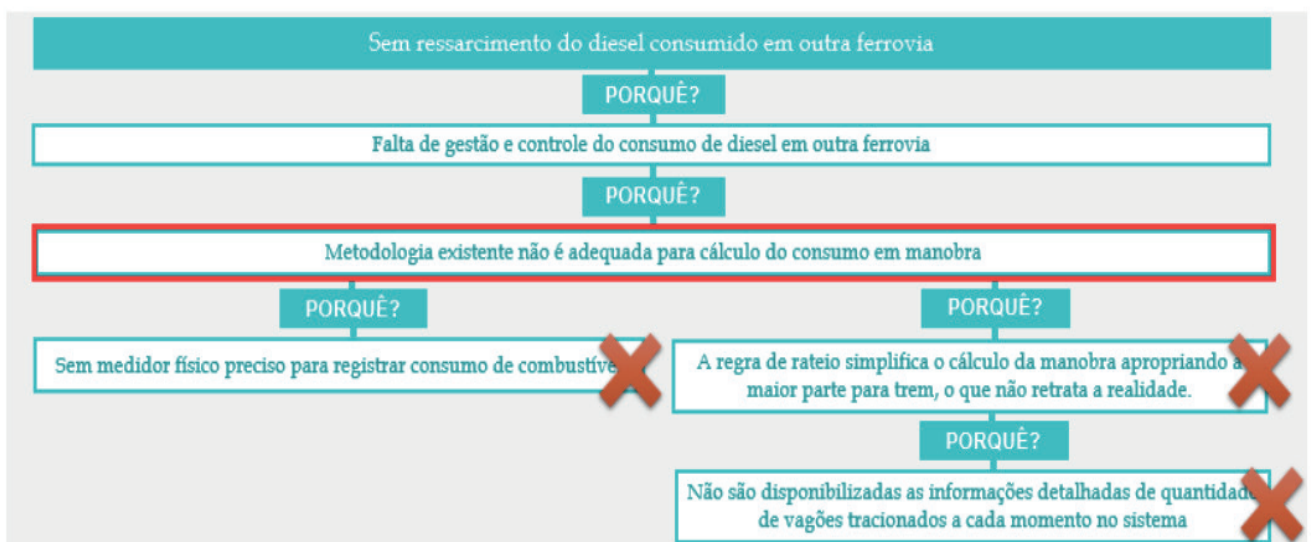 Sem ressarcimento do diesel consumido em outra ferrovia
PORQUÊ?
Falta de gestão e controle do consumo de diesel em outra ferrovia
PORQUÊ?
Metodologia existente não é adequada para cálculo do consumo em manobra
PORQUÊ?
Sem medidor físico preciso para registrar consumo de combustíve
PORQUÊ?
A regra de rateio simplifica o cálculo da manobra apropriando a
maior parte para trem, o que não retrata a realidade.
PORQUÊ?
Não são disponibilizadas as informações detalhadas de quantidade
de vagões tracionados a cada momento no sistema